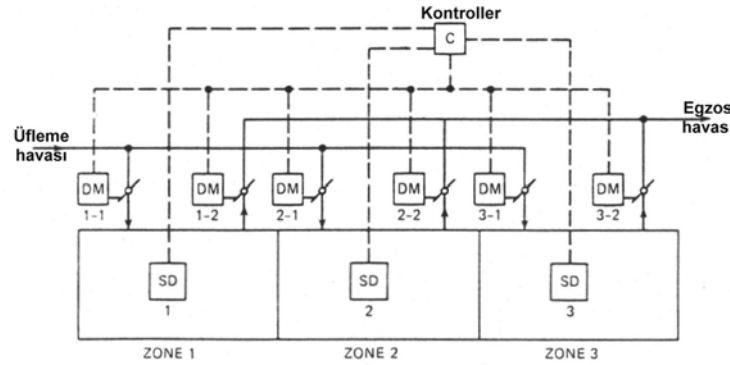 Kontroller
C
Egzos
havas
Üfleme
havası
DM
DM
DM
DM
DM
DM
1-1
1-2
2-1
2-2
3-1
3-2
SD
SD
SD
1
2
3
ZONE 1
ZONE 2
ZONE 3